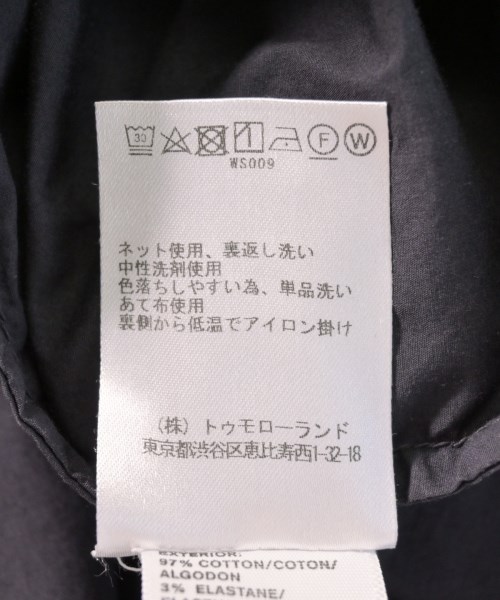 30 1 F W
WS009
ネット使用、裏返し洗い
中性洗剤使用
色落ちしやすい為、単品洗い
あて布使用
裏側から低温でアイロン掛け
(株) トゥモローランド
東京都渋谷区恵比寿西1-32-18
EXTERIOR:
97% COTTON/COTON/
ALGODON
3% ELASTANE/